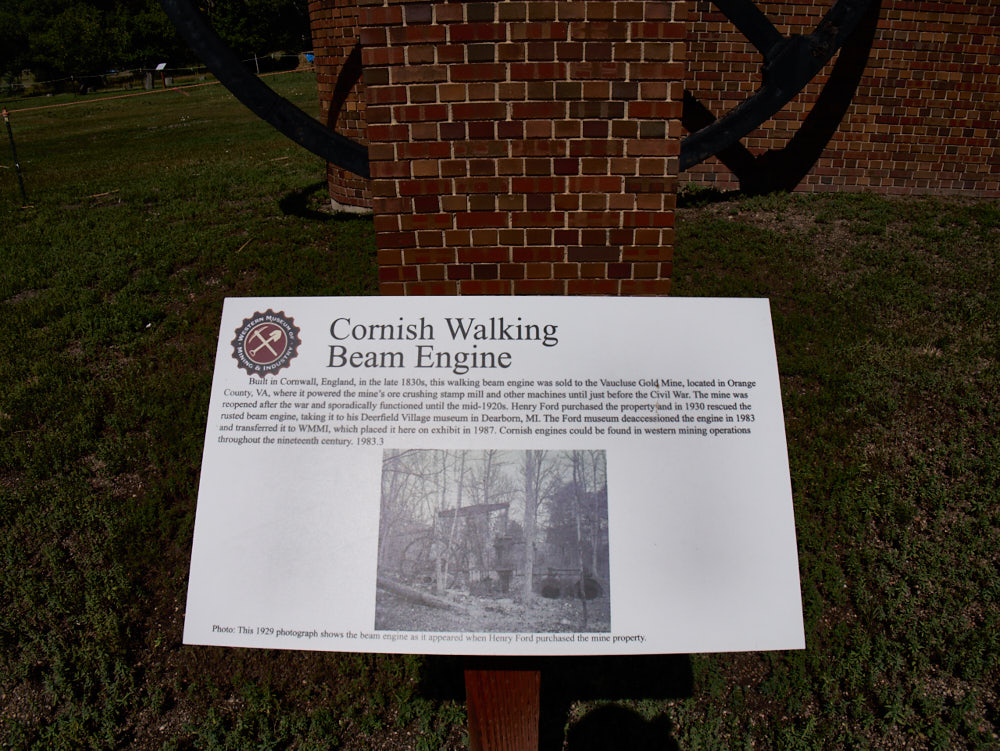 WESTERN MUSEUM OF
MINING & INDUSTRY
Cornish Walking
Beam Engine
Built in Cornwall, England, in the late 1830s, this walking beam engine was sold to the Vaucluse Gold Mine, located in Orange
County, VA, where it powered the mine's ore crushing stamp mill and other machines until just before the Civil War. The mine was
reopened after the war and sporadically functioned until the mid-1920s. Henry Ford purchased the property and in 1930 rescued the
rusted beam engine, taking it to his Deerfield Village museum in Dearborn, MI. The Ford museum deaccessioned the engine in 1983
and transferred it to WMMI, which placed it here on exhibit in 1987. Cornish engines could be found in western mining operations
throughout the nineteenth century. 1983.3
Photo: This 1929 photograph shows the beam engine as it appeared when Henry Ford purchased the mine property.